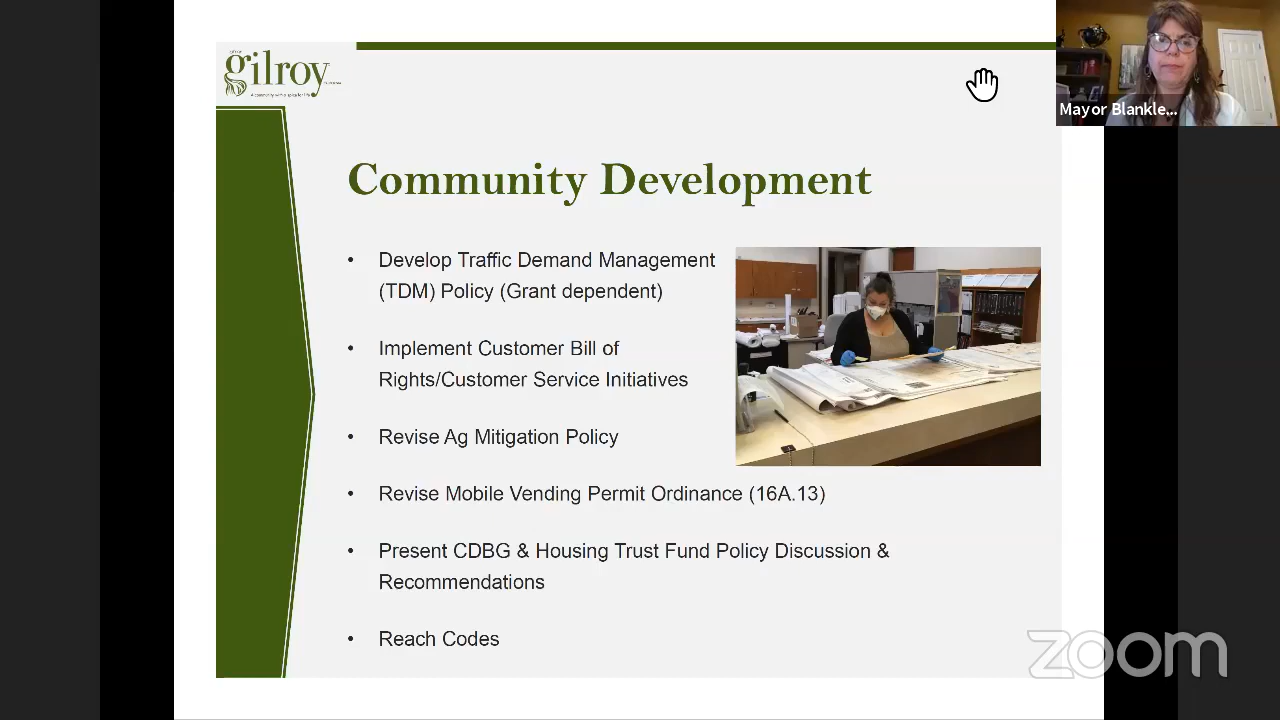 gilroy
Mayor Blankle...
Community Development
• Develop Traffic Demand Management
(TDM) Policy (Grant dependent)
• Implement Customer Bill of
Rights/Customer Service Initiatives
• Revise Ag Mitigation Policy
• Revise Mobile Vending Permit Ordinance (16A.13)
• Present CDBG & Housing Trust Fund Policy Discussion &
Recommendations
• Reach Codes
zoom